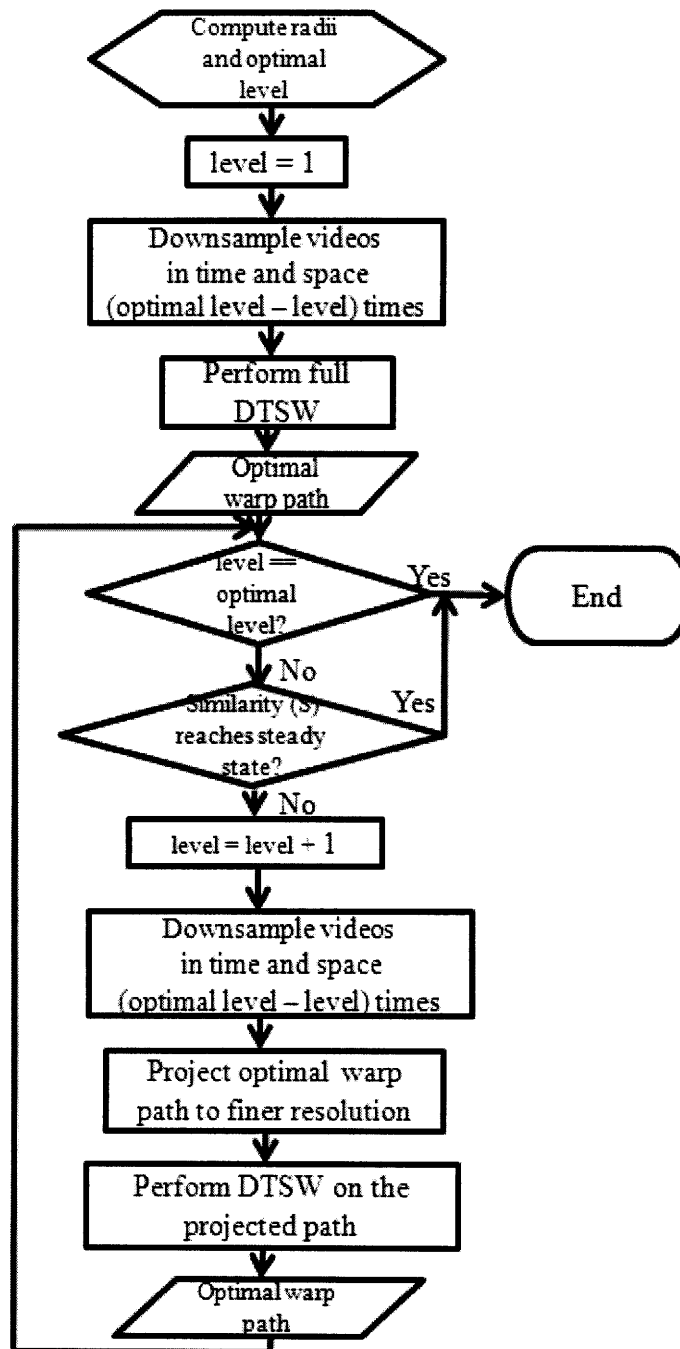 Compute radii
and optimal
level
level = 1
Downsample videos
in time and space
(optimal level – level) times
Perform full
DTSW
Optimal
warp path
level ==
optimal
level?
Yes
End
No
Similarity (S)
reaches steady
state?
Yes
No
level = level + 1
Downsample videos
in time and space
(optimal level – level) times
Project optimal warp
path to finer resolution
Perform DTSW on the
projected path
Optimal warp
path